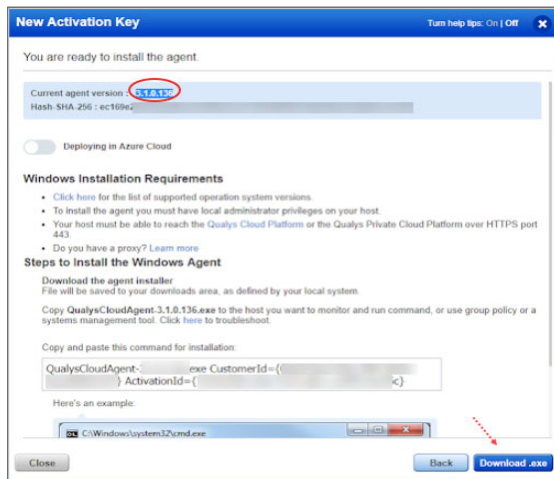 New Activation Key
Turn help tips: On | Off
You are ready to install the agent.
Current agent version : 3.1.0.136
Hash-SHA-256 : ec169e2
Deploying in Azure Cloud
Windows Installation Requirements
Click here for the list of supported operation system versions.
To install the agent you must have local administrator privileges on your host.
Your host must be able to reach the Qualys Cloud Platform or the Qualys Private Cloud Platform over HTTPS port
443.
Do you have a proxy? Learn more
Steps to Install the Windows Agent
Download the agent installer
File will be saved to your downloads area, as defined by your local system.
Copy QualysCloudAgent-3.1.0.136.exe to the host you want to monitor and run command, or use group policy or a
systems management tool. Click here to troubleshoot.
Copy and paste this command for installation:
QualysCloudAgent- exe CustomerId={
} ActivationId={ ic}
Here's an example:
C:\Windows\system32\cmd.exe
Close
Back
Download .exe